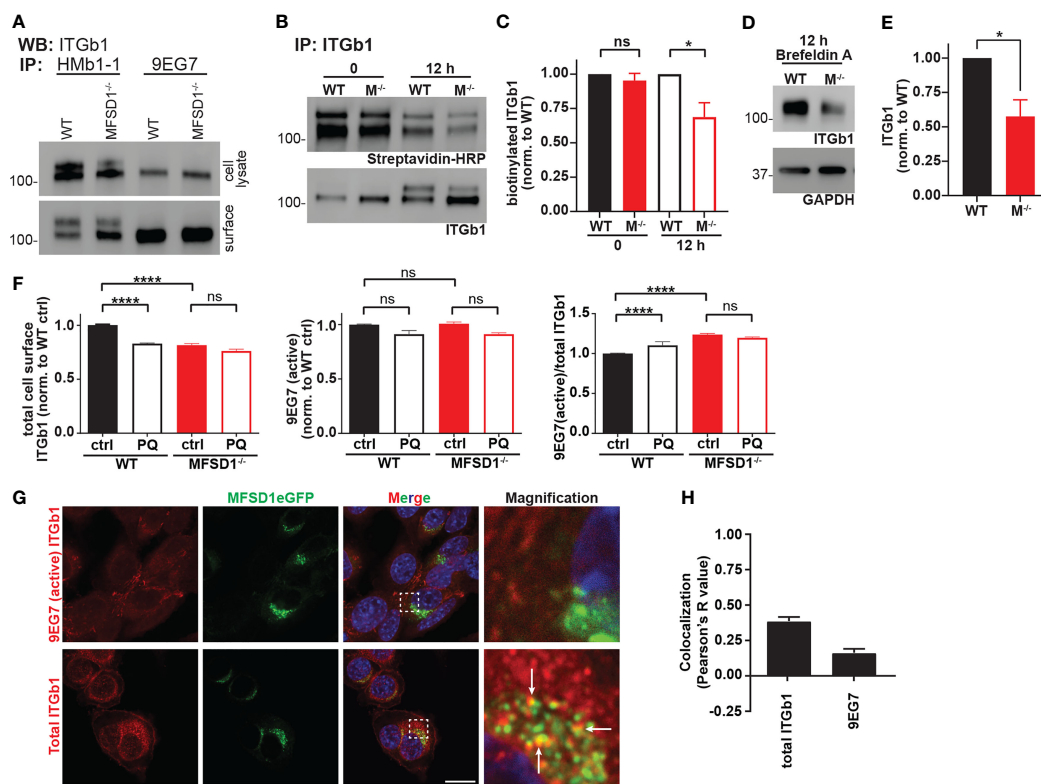 A
WB: ITGb1
IP: HMb1-1 9EG7
WT
MFSD1-/-
WT
MFSD1-/-
100-
cell lysate
100-
surface
B
IP: ITGb1
0 12 h
WT M-/- WT M-/-
100-
Streptavidin-HRP
100-
ITGb1
C
biotinylated ITGb1
(norm. to WT)
1.00
0.75
0.50
0.25
0.00
ns
*
WT M-/- WT M-/-
0 12 h
D
12 h
Brefeldin A
WT M-/-
100-
ITGb1
37-
GAPDH
E
ITGb1
(norm. to WT)
1.00
0.75
0.50
0.25
0.00
*
WT M-/-
F
total cell surface
ITGb1 (norm. to WT ctrl)
1.0
0.5
0.0
****
****
ns
ctrl PQ ctrl PQ
WT MFSD1-/-
9EG7 (active)
(norm. to WT ctrl)
1.0
0.5
0.0
ns
ns
ns
ctrl PQ ctrl PQ
WT MFSD1-/-
9EG7(active)/total ITGb1
1.5
1.0
0.5
0.0
****
****
ns
ctrl PQ ctrl PQ
WT MFSD1-/-
G
MFSD1eGFP Merge Magnification
9EG7 (active) ITGb1
Total ITGb1
H
Colocalization
(Pearson's R value)
1.00
0.75
0.50
0.25
0.00
-0.25
total ITGb1
9EG7